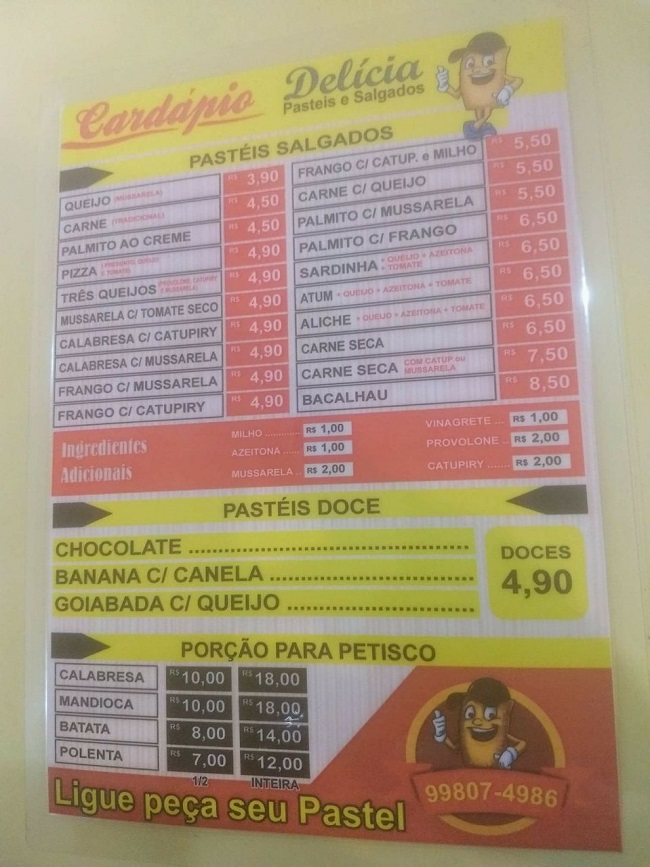 Cardápio Delícia
Pasteis e Salgados
PASTÉIS SALGADOS
QUEIJO (MUSSARELA) R$ 3,90
CARNE (TRADICIONAL) R$ 4,50
PALMITO AO CREME R$ 4,50
PIZZA (PRESUNTO, QUEIJO E TOMATE) R$ 4,90
TRÊS QUEIJOS (PROVOLONE, CATUPIRY E MUSSARELA) R$ 4,90
MUSSARELA C/ TOMATE SECO R$ 4,90
CALABRESA C/ CATUPIRY R$ 4,90
CALABRESA C/ MUSSARELA R$ 4,90
FRANGO C/ MUSSARELA R$ 4,90
FRANGO C/ CATUPIRY R$ 4,90
FRANGO C/ CATUP. e MILHO R$ 5,50
CARNE C/ QUEIJO R$ 5,50
PALMITO C/ MUSSARELA R$ 5,50
PALMITO C/ FRANGO R$ 6,50
SARDINHA + QUEIJO + AZEITONA + TOMATE R$ 6,50
ATUM + QUEIJO + AZEITONA + TOMATE R$ 6,50
ALICHE + QUEIJO + AZEITONA + TOMATE R$ 6,50
CARNE SECA R$ 6,50
CARNE SECA COM CATUP ou MUSSARELA R$ 7,50
BACALHAU R$ 8,50
Ingredientes
Adicionais
MILHO ............ R$ 1,00
AZEITONA ...... R$ 1,00
MUSSARELA .. R$ 2,00
VINAGRETE ... R$ 1,00
PROVOLONE .. R$ 2,00
CATUPIRY ....... R$ 2,00
PASTÉIS DOCE
CHOCOLATE ............................................
BANANA C/ CANELA ................................
GOIABADA C/ QUEIJO .............................
DOCES
4,90
PORÇÃO PARA PETISCO
CALABRESA R$ 10,00 R$ 18,00
MANDIOCA R$ 10,00 R$ 18,00
BATATA R$ 8,00 R$ 14,00
POLENTA R$ 7,00 R$ 12,00
1/2 INTEIRA
Ligue peça seu Pastel
99807-4986